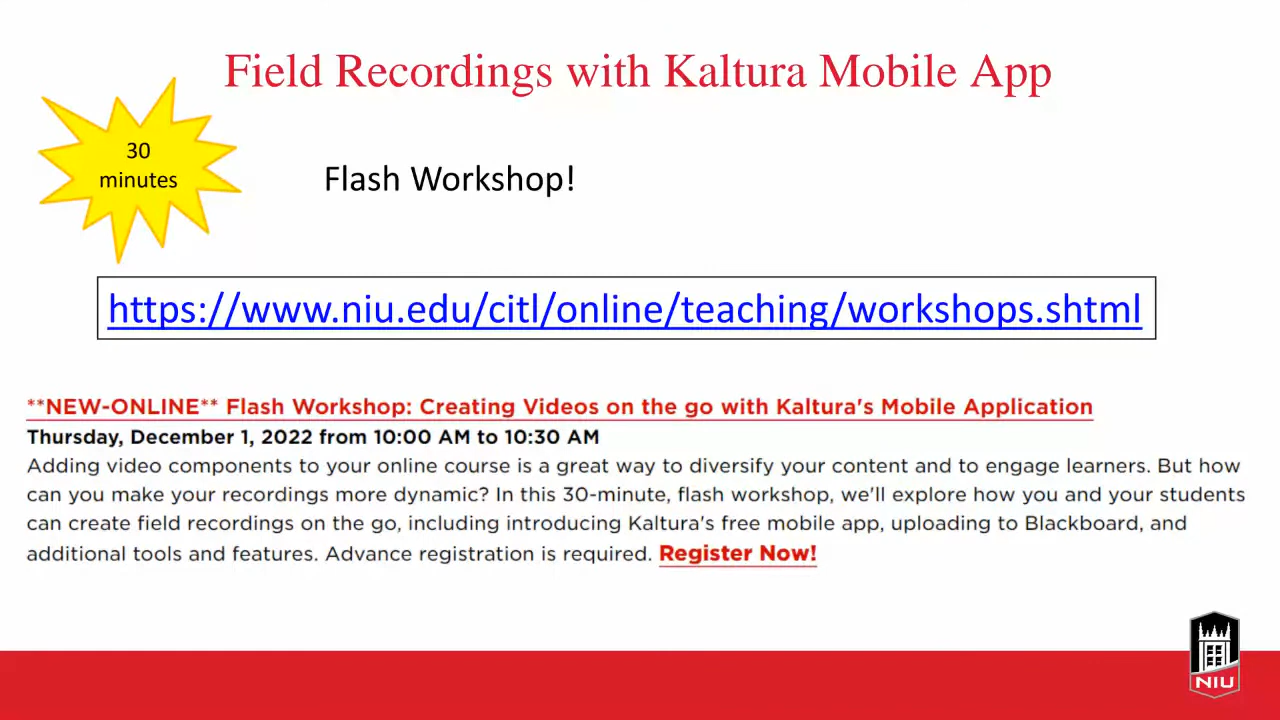 Field Recordings with Kaltura Mobile App
30
minutes
Flash Workshop!
https://www.niu.edu/citl/online/teaching/workshops.shtml
**NEW-ONLINE** Flash Workshop: Creating Videos on the go with Kaltura's Mobile Application
Thursday, December 1, 2022 from 10:00 AM to 10:30 AM
Adding video components to your online course is a great way to diversify your content and to engage learners. But how
can you make your recordings more dynamic? In this 30-minute, flash workshop, we'll explore how you and your students
can create field recordings on the go, including introducing Kaltura's free mobile app, uploading to Blackboard, and
additional tools and features. Advance registration is required. Register Now!
NIU